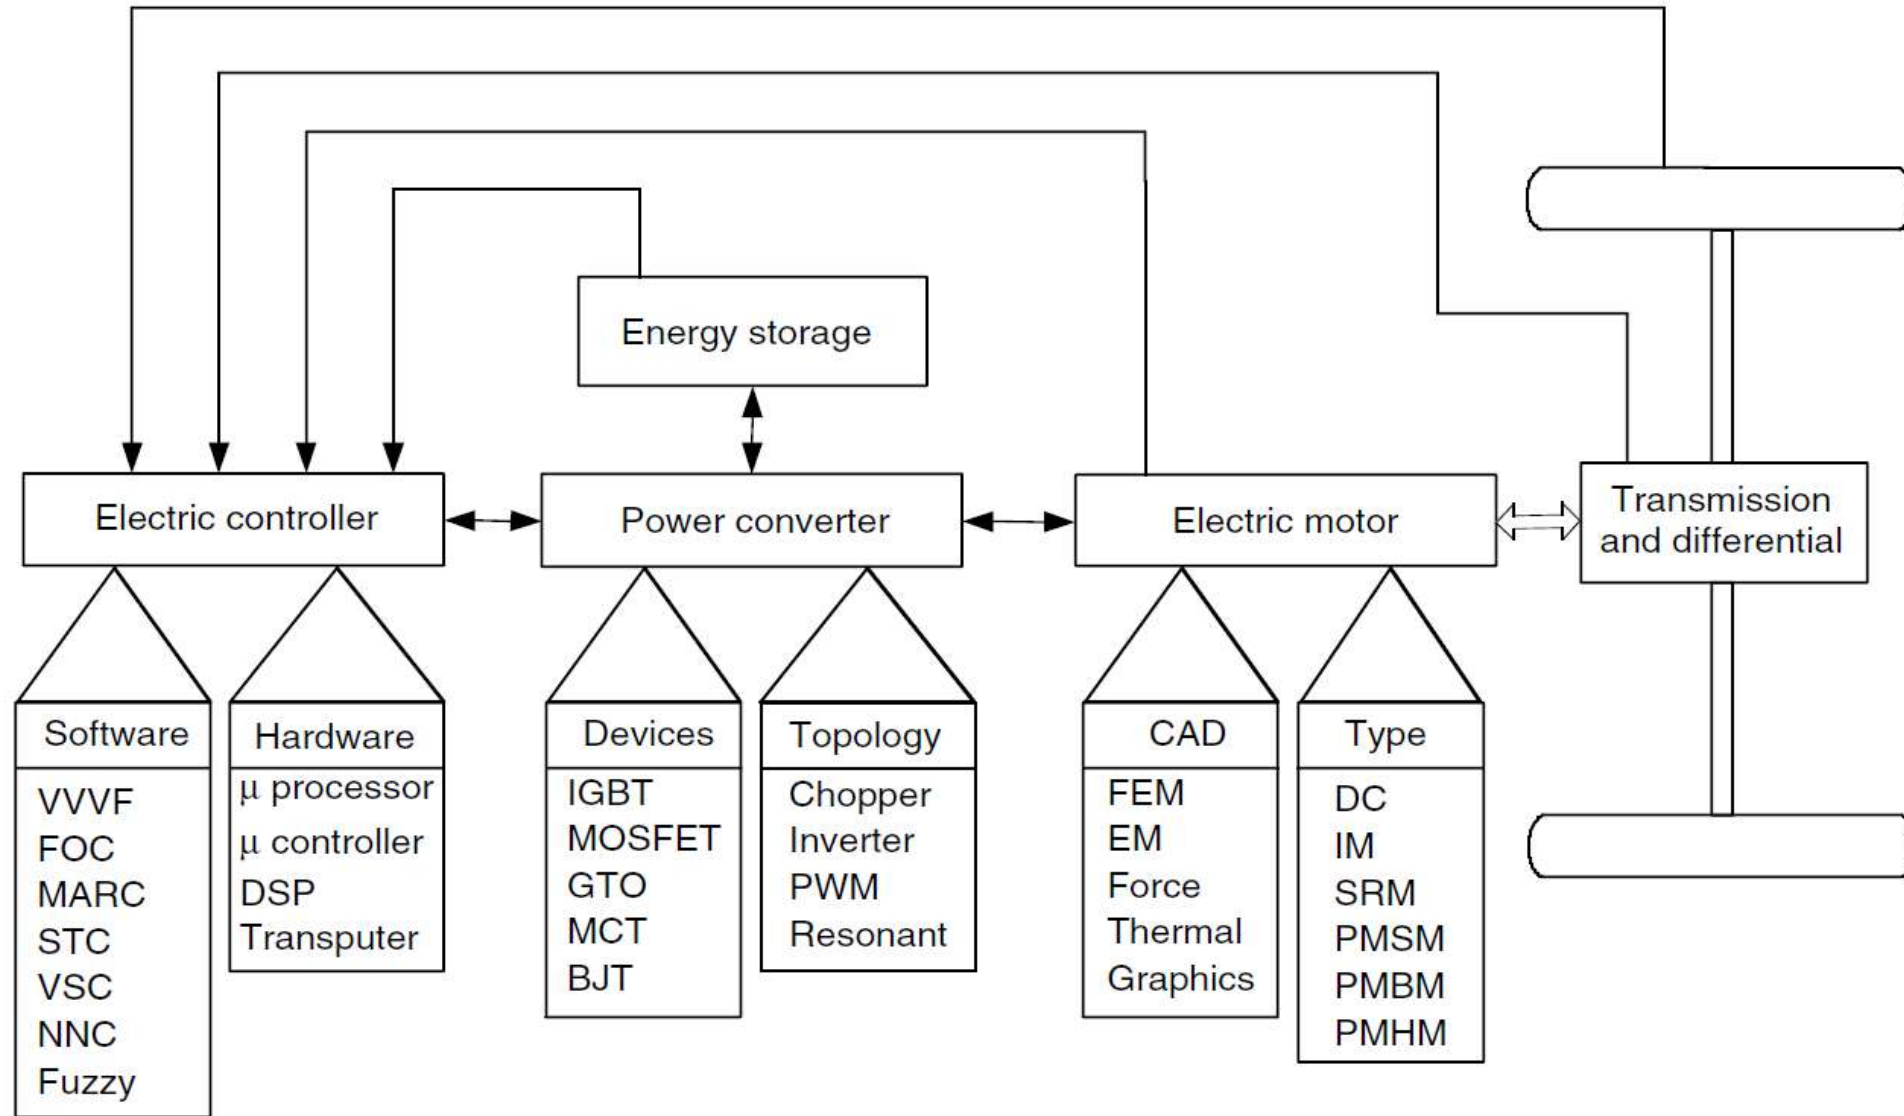 Energy storage
Electric controller
Power converter
Electric motor
Transmission
and differential
Software
VVVF
FOC
MARC
STC
VSC
NNC
Fuzzy
Hardware
μ processor
μ controller
DSP
Transputer
Devices
IGBT
MOSFET
GTO
MCT
BJT
Topology
Chopper
Inverter
PWM
Resonant
CAD
FEM
EM
Force
Thermal
Graphics
Type
DC
IM
SRM
PMSM
PMBM
PMHM